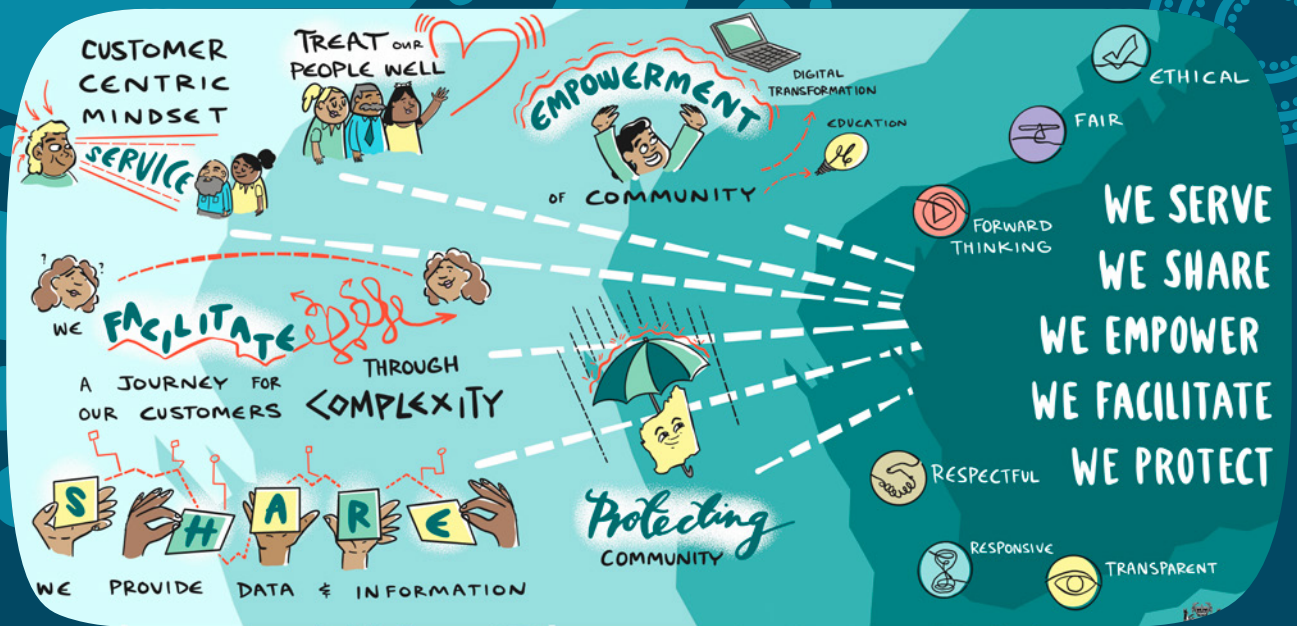 CUSTOMER
CENTRIC
MINDSET
SERVICE
TREAT OUR
PEOPLE WELL
EMPOWERMENT
OF COMMUNITY
DIGITAL
TRANSFORMATION
EDUCATION
ETHICAL
FAIR
FORWARD
THINKING
WE SERVE
WE SHARE
WE EMPOWER
WE FACILITATE
WE PROTECT
? ?
WE FACILITATE
A JOURNEY FOR
OUR CUSTOMERS
THROUGH
COMPLEXITY
SHARE
WE PROVIDE DATA & INFORMATION
Protecting
COMMUNITY
RESPECTFUL
RESPONSIVE
TRANSPARENT